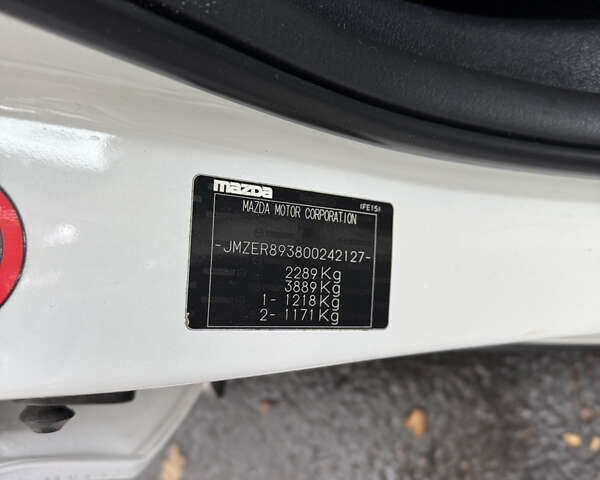 mazda
(FE15)
MAZDA MOTOR CORPORATION
-JMZER893800242127-
2289 Kg
3889 Kg
1- 1218 Kg
2- 1171 Kg